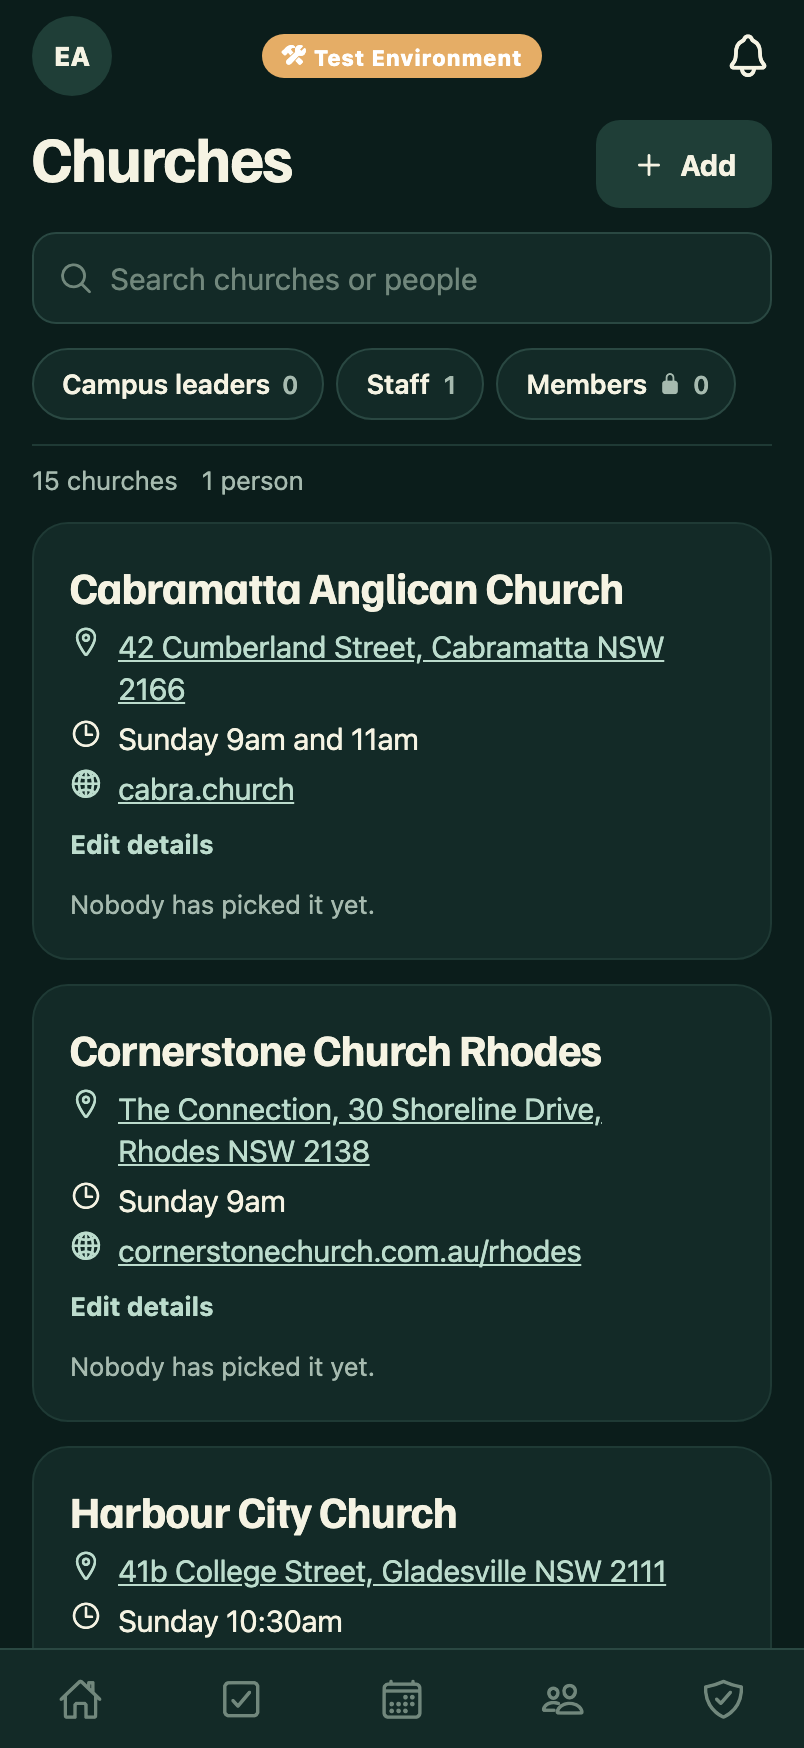 EA
🛠 Test Environment
Churches
+ Add
Search churches or people
Campus leaders 0
Staff 1
Members 0
15 churches 1 person
Cabramatta Anglican Church
42 Cumberland Street, Cabramatta NSW
2166
Sunday 9am and 11am
cabra.church
Edit details
Nobody has picked it yet.
Cornerstone Church Rhodes
The Connection, 30 Shoreline Drive,
Rhodes NSW 2138
Sunday 9am
cornerstonechurch.com.au/rhodes
Edit details
Nobody has picked it yet.
Harbour City Church
41b College Street, Gladesville NSW 2111
Sunday 10:30am